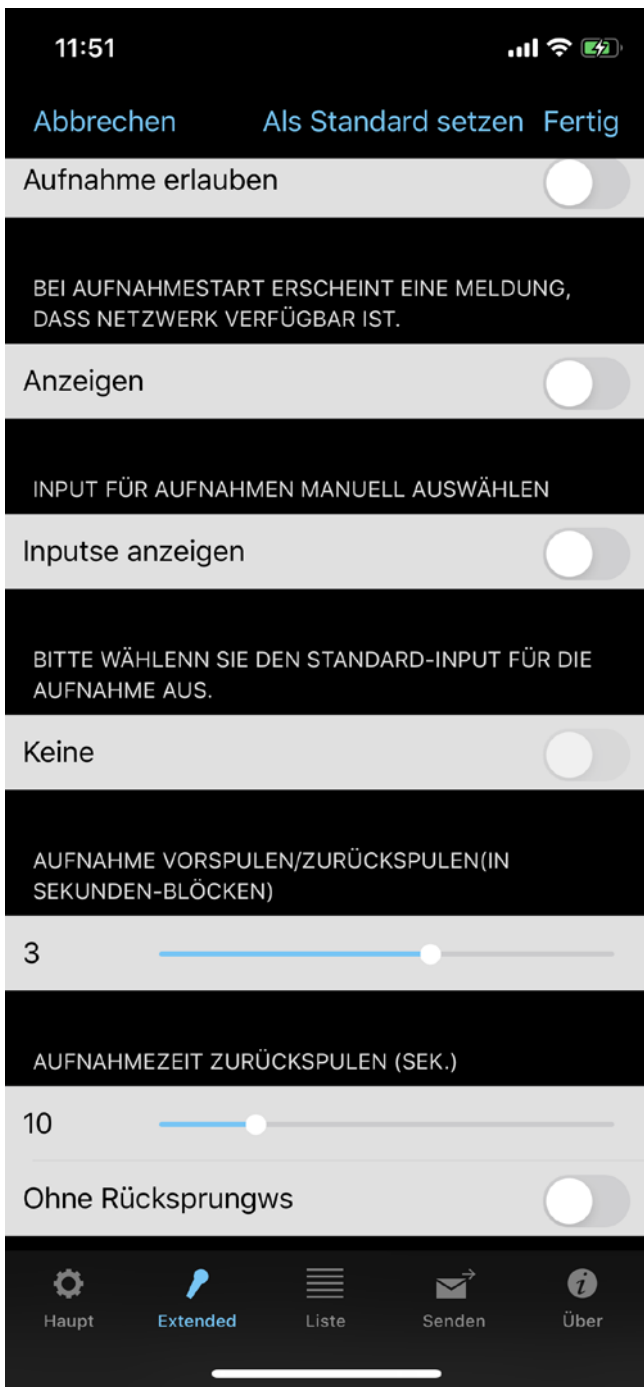 11:51
Abbrechen Als Standard setzen Fertig
Aufnahme erlauben
BEI AUFNAHMESTART ERSCHEINT EINE MELDUNG,
DASS NETZWERK VERFÜGBAR IST.
Anzeigen
INPUT FÜR AUFNAHMEN MANUELL AUSWÄHLEN
Inputse anzeigen
BITTE WÄHLENN SIE DEN STANDARD-INPUT FÜR DIE
AUFNAHME AUS.
Keine
AUFNAHME VORSPULEN/ZURÜCKSPULEN(IN
SEKUNDEN-BLÖCKEN)
3
AUFNAHMEZEIT ZURÜCKSPULEN (SEK.)
10
Ohne Rücksprungws
Haupt Extended Liste Senden Über